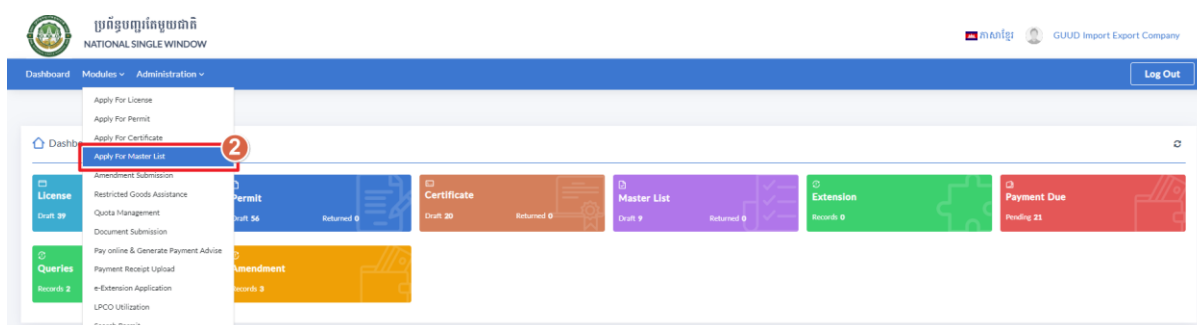 ប្រព័ន្ធបញ្ជរតែមួយជាតិ
NATIONAL SINGLE WINDOW
ភាសាខ្មែរ
GUUD Import Export Company
Dashboard Modules Administration
Log Out
Apply For License
Apply For Permit
Apply For Certificate
Apply For Master List
2
Amendment Submission
Restricted Goods Assistance
Quota Management
Document Submission
Pay online & Generate Payment Advise
Payment Receipt Upload
e-Extension Application
LPCO Utilization
Search Permit
Dashbo
License
Draft 39
Permit
Draft 56 Returned 0
Certificate
Draft 20 Returned 0
Master List
Draft 9 Returned 0
Extension
Records 0
Payment Due
Pending 21
Queries
Records 2
Amendment
Records 3